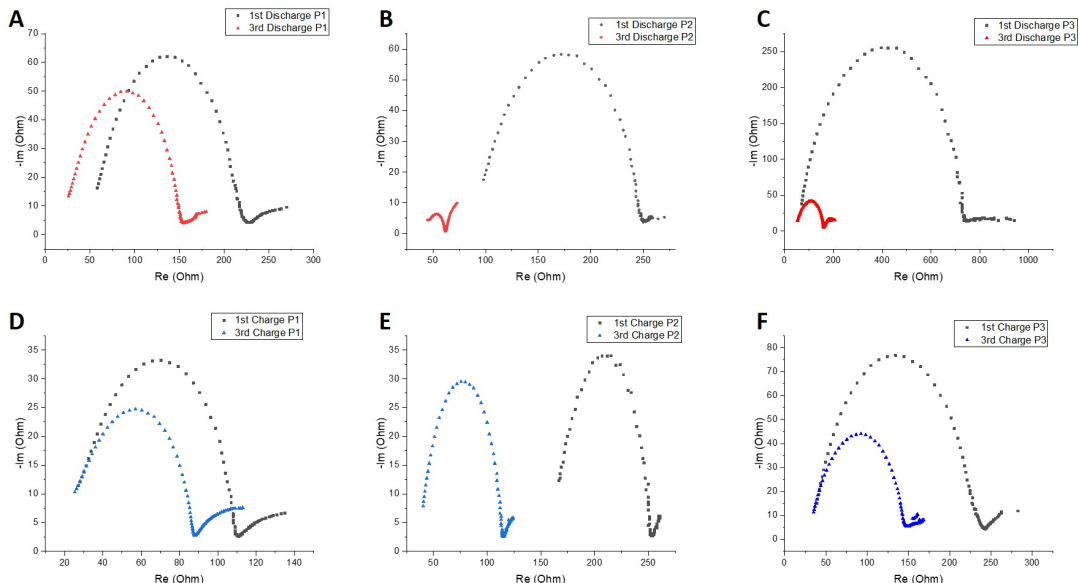 A
1st Discharge P1
3rd Discharge P1
70
60
50
40
30
20
10
0
-Im (Ohm)
0 50 100 150 200 250 300
Re (Ohm)
B
1st Discharge P2
3rd Discharge P2
60
50
40
30
20
10
0
-Im (Ohm)
50 100 150 200 250
Re (Ohm)
C
1st Discharge P3
3rd Discharge P3
250
200
150
100
50
0
-Im (Ohm)
0 200 400 600 800 1000
Re (Ohm)
D
1st Charge P1
3rd Charge P1
35
30
25
20
15
10
5
0
-Im (Ohm)
20 40 60 80 100 120 140
Re (Ohm)
E
1st Charge P2
3rd Charge P2
35
30
25
20
15
10
5
0
-Im (Ohm)
50 100 150 200 250
Re (Ohm)
F
1st Charge P3
3rd Charge P3
80
70
60
50
40
30
20
10
0
-Im (Ohm)
0 50 100 150 200 250 300
Re (Ohm)